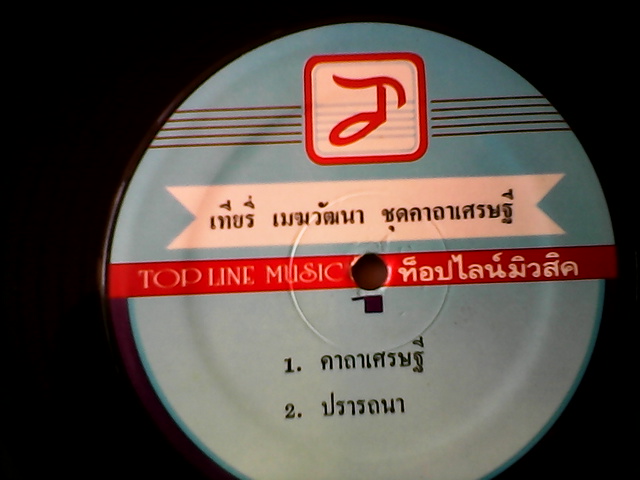 เทียรี่ เมฆวัฒนา ชุดคาถาเศรษฐี
TOP LINE MUSIC ท็อปไลน์มิวสิค
1. คาถาเศรษฐี
2. ปรารถนา